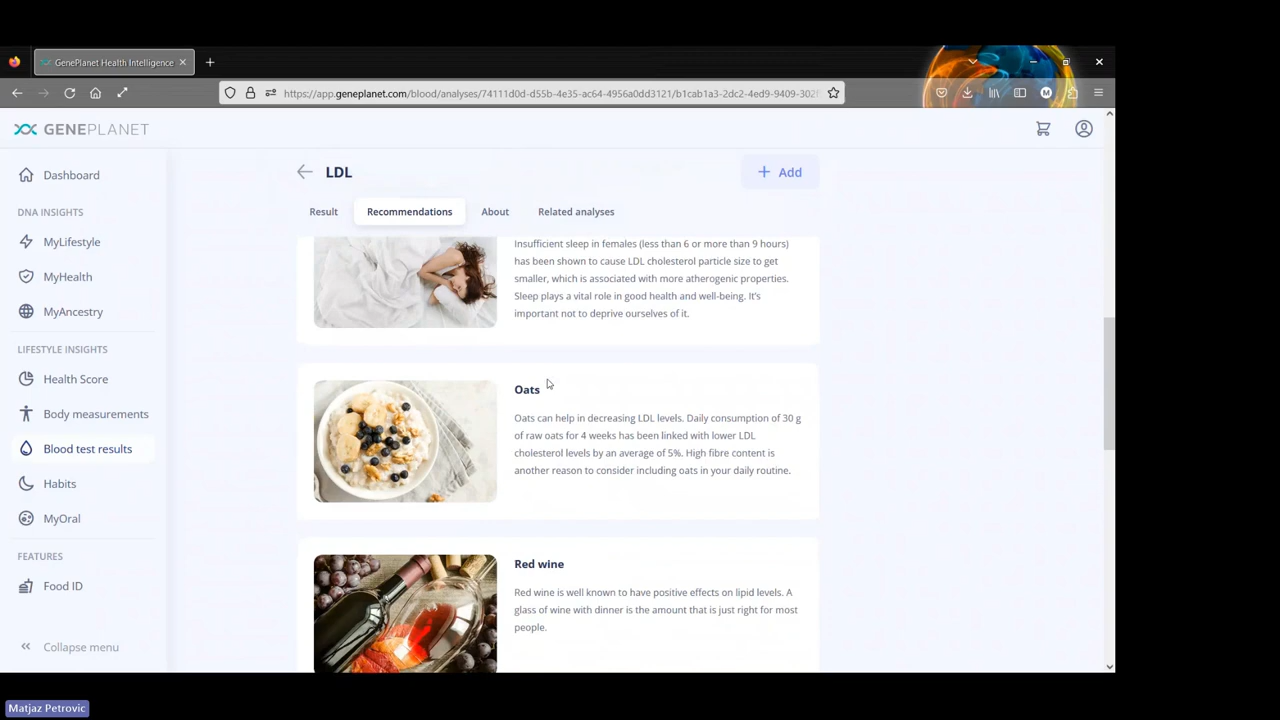 GenePlanet Health Intelligence
https://app.geneplanet.com/blood/analyses/74111d0d-d55b-4e35-ac64-4956a0dd3121/b1cab1a3-2dc2-4ed9-9409-302
M
GENEPLANET
Dashboard
DNA INSIGHTS
MyLifestyle
MyHealth
MyAncestry
LIFESTYLE INSIGHTS
Health Score
Body measurements
Blood test results
Habits
MyOral
FEATURES
Food ID
Collapse menu
LDL
+ Add
Result
Recommendations
About
Related analyses
Insufficient sleep in females (less than 6 or more than 9 hours)
has been shown to cause LDL cholesterol particle size to get
smaller, which is associated with more atherogenic properties.
Sleep plays a vital role in good health and well-being. It's
important not to deprive ourselves of it.
Oats
Oats can help in decreasing LDL levels. Daily consumption of 30 g
of raw oats for 4 weeks has been linked with lower LDL
cholesterol levels by an average of 5%. High fibre content is
another reason to consider including oats in your daily routine.
Red wine
Red wine is well known to have positive effects on lipid levels. A
glass of wine with dinner is the amount that is just right for most
people.
Matjaz Petrovic